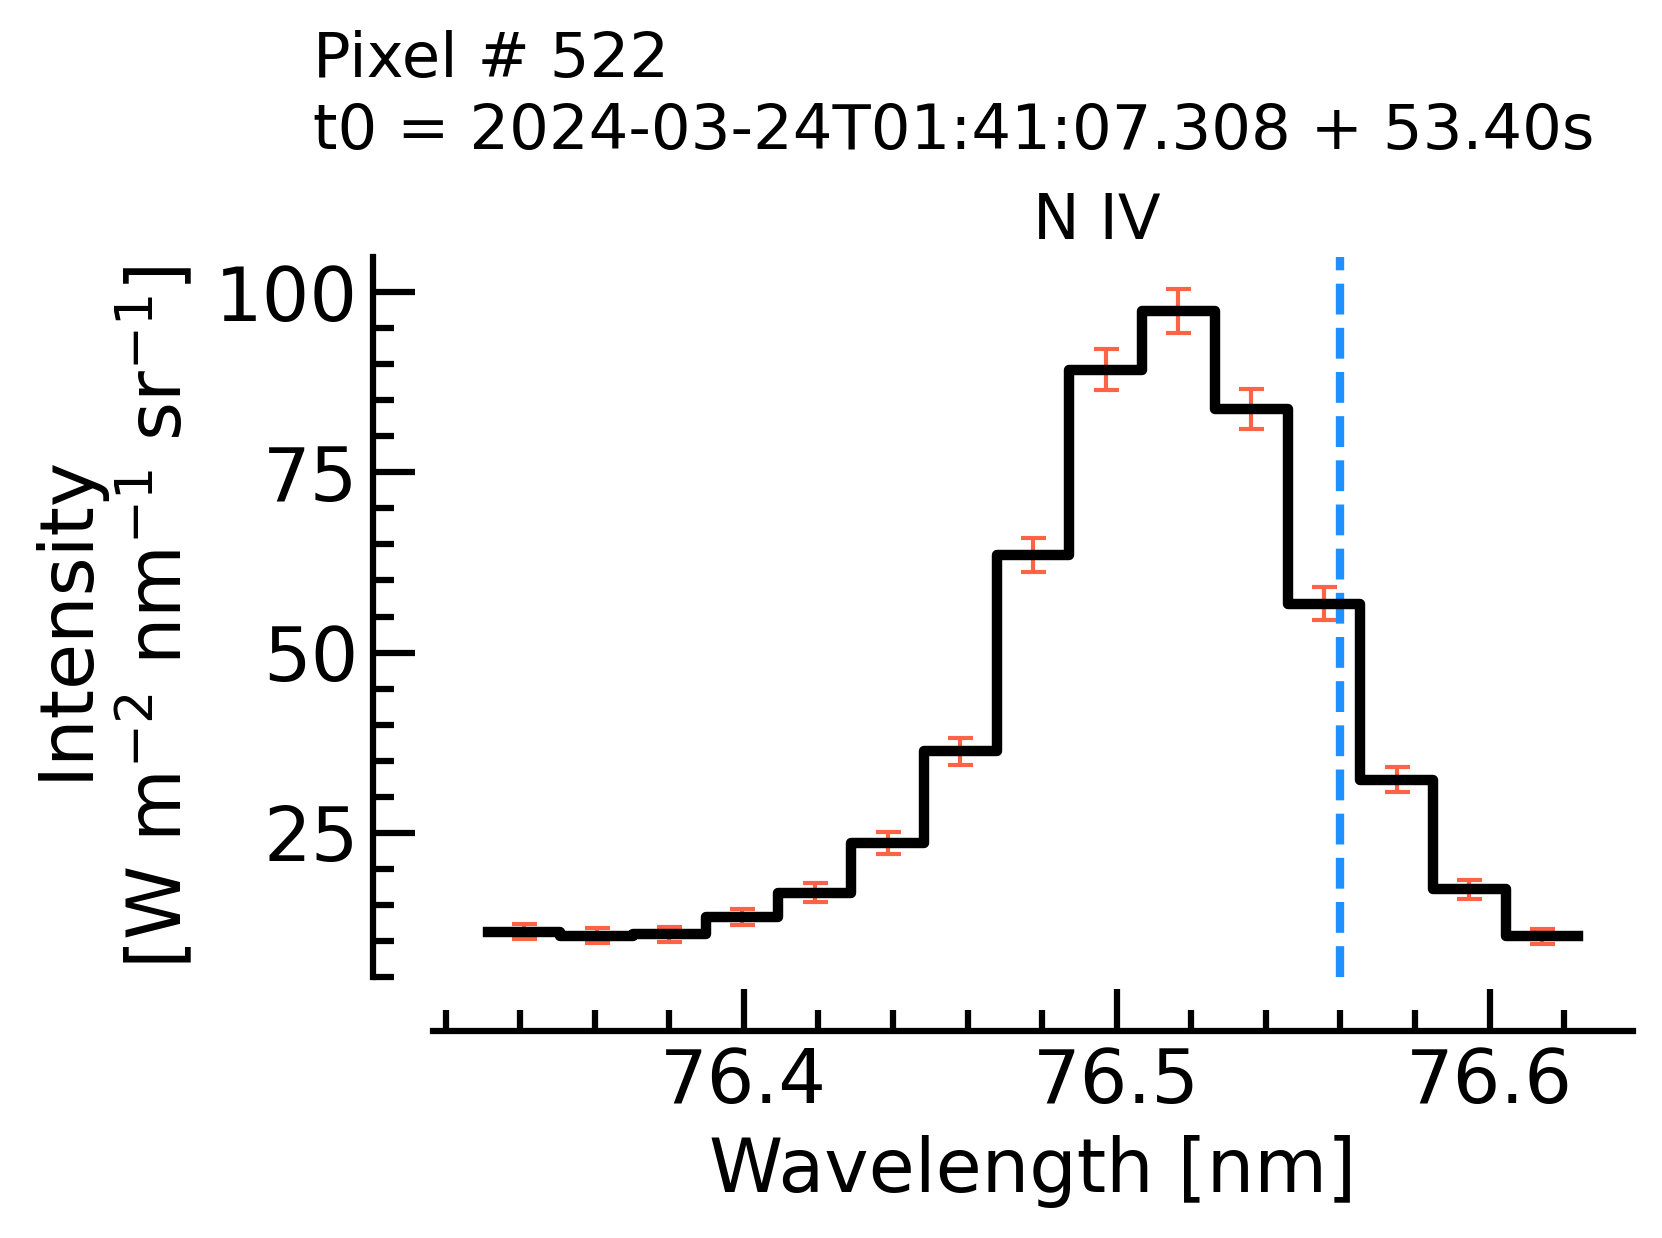 Pixel # 522
t0 = 2024-03-24T01:41:07.308 + 53.40s
N IV
Intensity
[W m⁻² nm⁻¹ sr⁻¹]
100
75
50
25
76.4 76.5 76.6
Wavelength [nm]